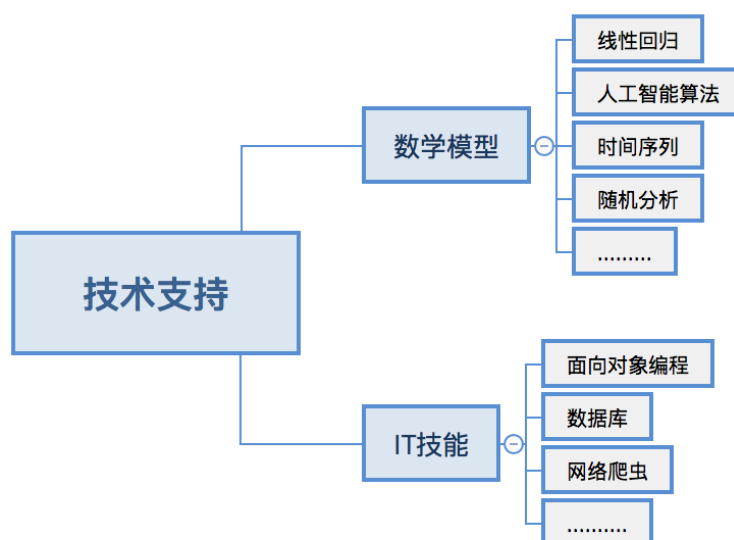 技术支持
数学模型
线性回归
人工智能算法
时间序列
随机分析
.........
IT技能
面向对象编程
数据库
网络爬虫
..........